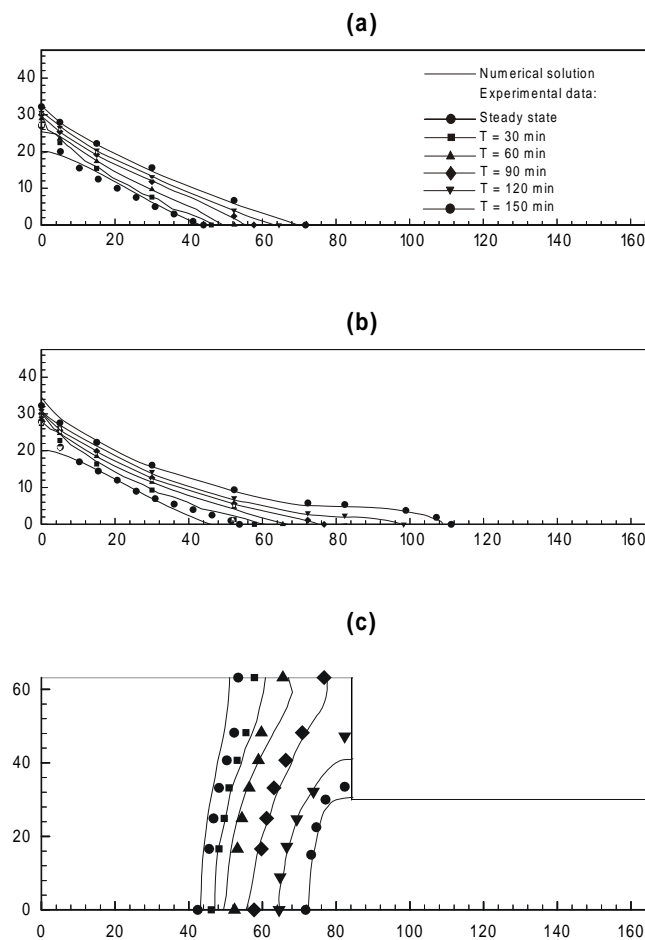 (a)
40
30
20
10
0
0 20 40 60 80 100 120 140 160
Numerical solution
Experimental data:
Steady state
T = 30 min
T = 60 min
T = 90 min
T = 120 min
T = 150 min
(b)
40
30
20
10
0
0 20 40 60 80 100 120 140 160
(c)
60
40
20
0
0 20 40 60 80 100 120 140 160